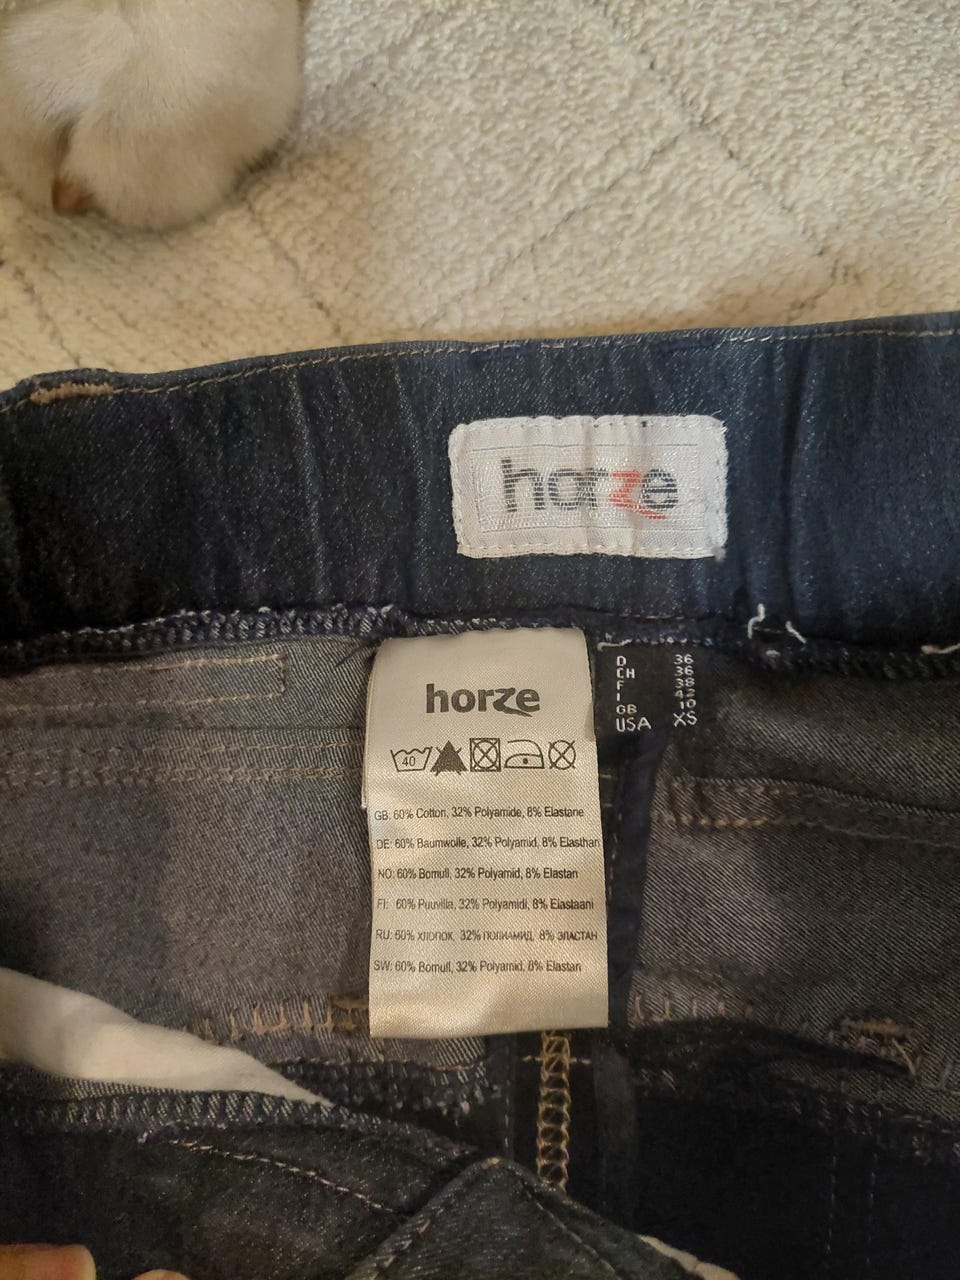 horze
D 36
CH 36
F 38
I 42
GB 10
USA XS
horze
40
GB: 60% Cotton, 32% Polyamide, 8% Elastane
DE: 60% Baumwolle, 32% Polyamid, 8% Elasthan
NO: 60% Bomull, 32% Polyamid, 8% Elastan
FI: 60% Puuvilla, 32% Polyamidi, 8% Elastaani
RU: 60% ХЛОПОК, 32% ПОЛИАМИД, 8% ЭЛАСТАН
SW: 60% Bomull, 32% Polyamid, 8% Elastan